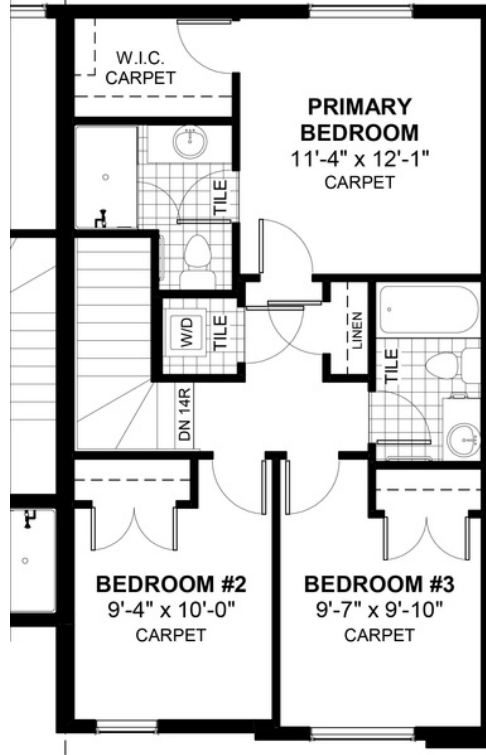 W.I.C.
CARPET
PRIMARY
BEDROOM
11'-4" x 12'-1"
CARPET
TILE
W/D
TILE
LINEN
TILE
DN 14R
BEDROOM #2
9'-4" x 10'-0"
CARPET
BEDROOM #3
9'-7" x 9'-10"
CARPET